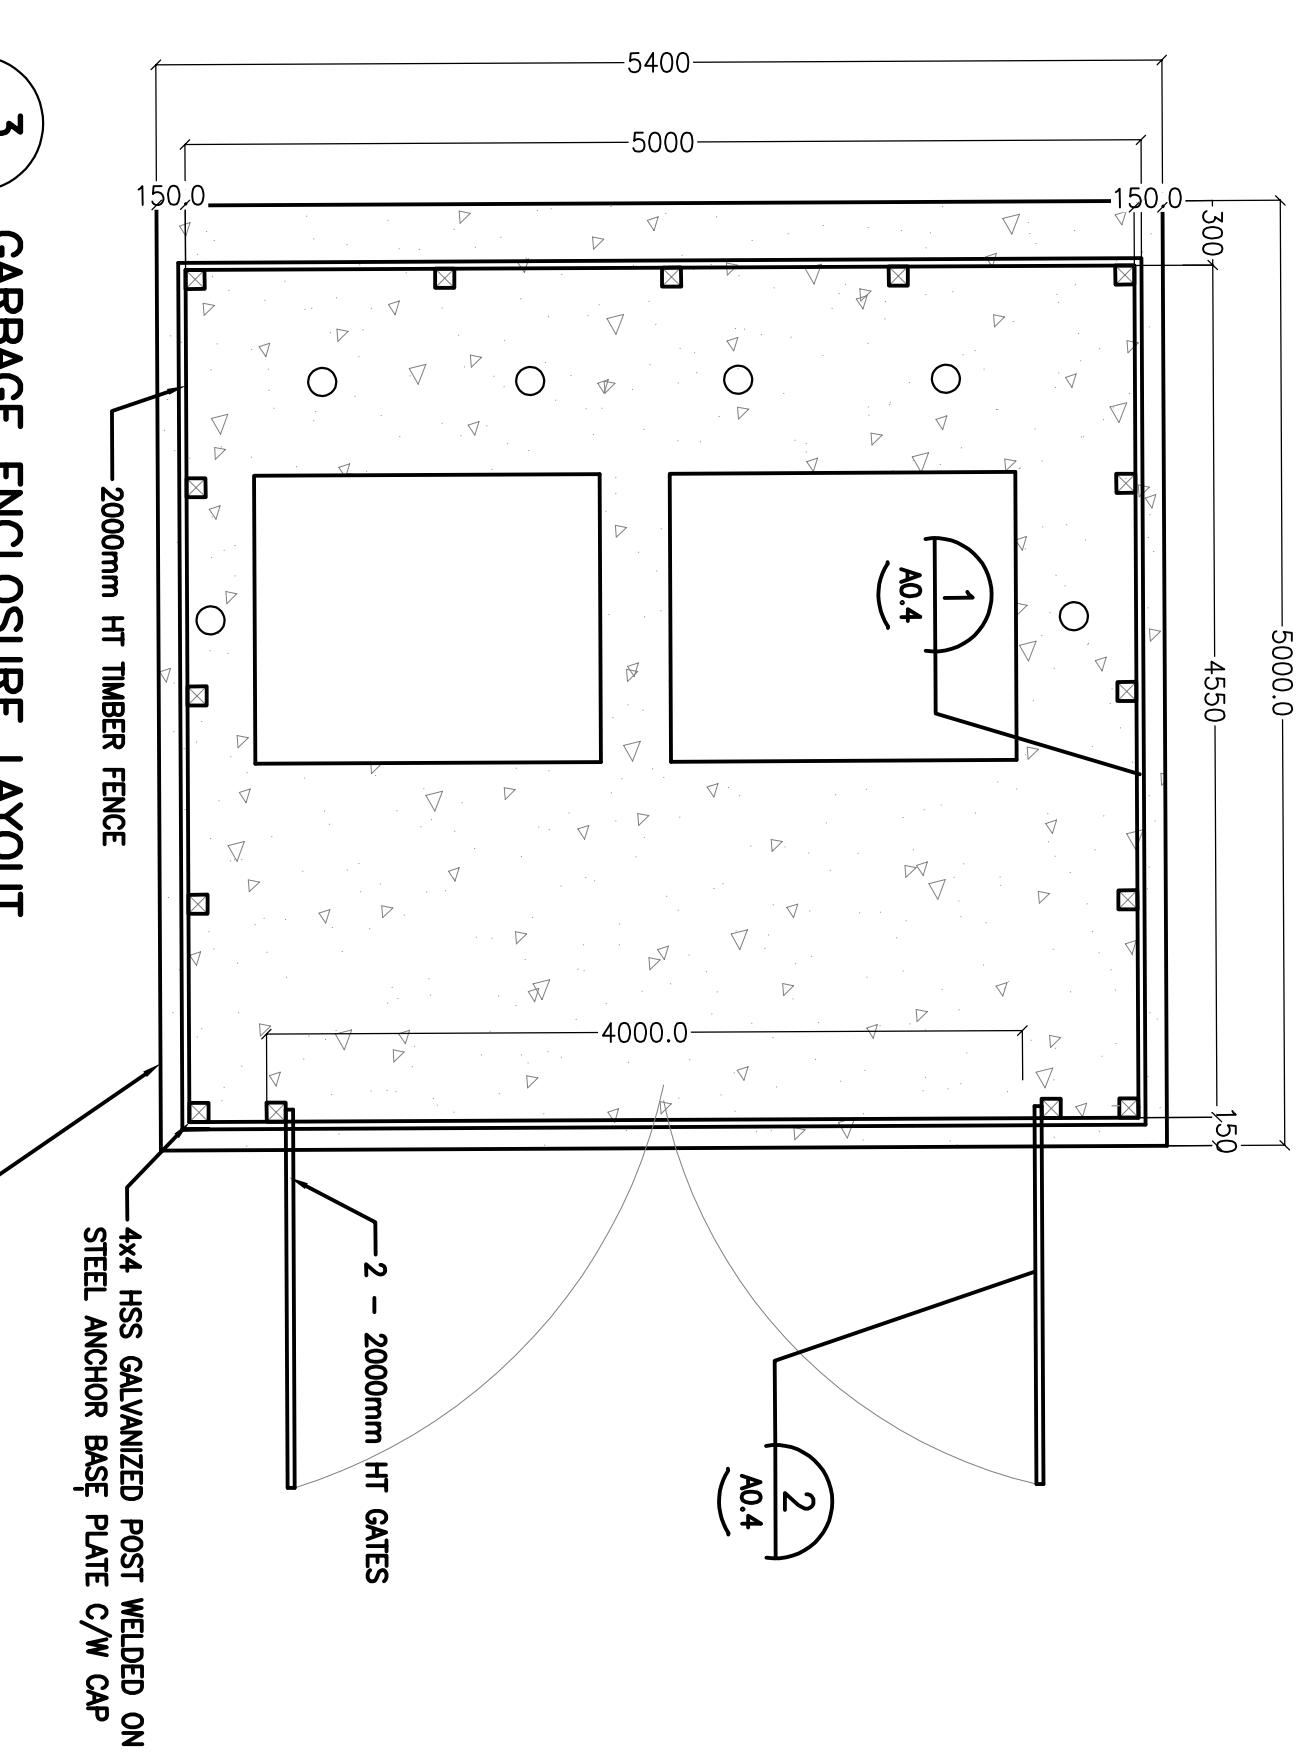 5400
5000
150.0
150.0
300
4550
5000.0
150
1
A0.4
4000.0
2000mm HT TIMBER FENCE
2 - 2000mm HT GATES
2
A0.4
4x4 HSS GALVANIZED POST WELDED ON
STEEL ANCHOR BASE PLATE C/W CAP
3
GARBAGE ENCLOSURE LAYOUT